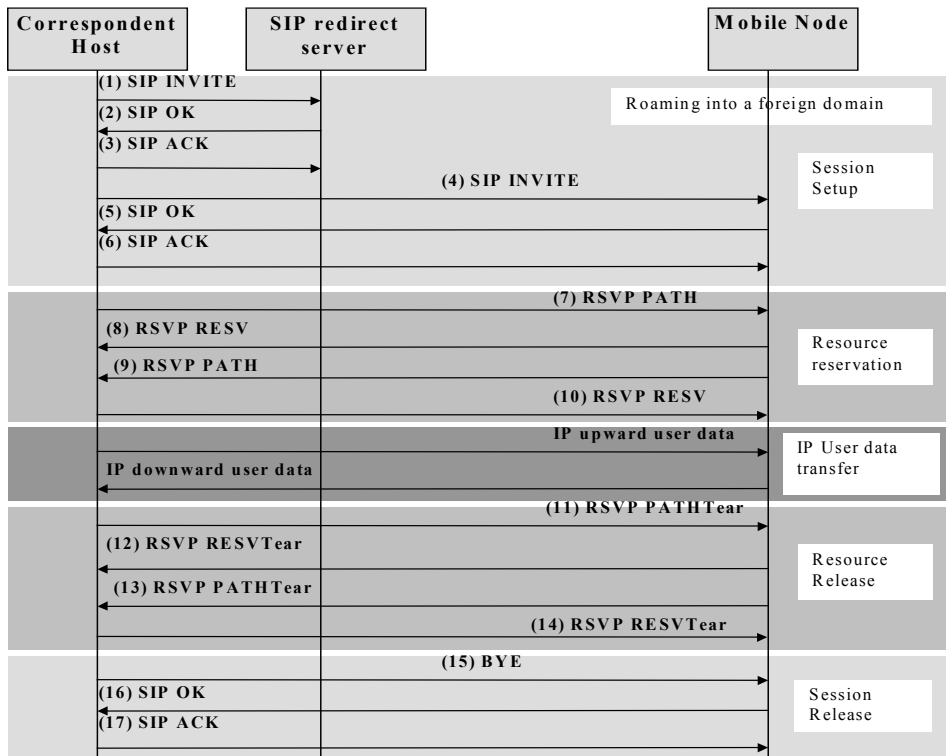 Correspondent
Host
SIP redirect
server
Mobile Node
(1) SIP INVITE
Roaming into a foreign domain
(2) SIP OK
(3) SIP ACK
Session
Setup
(4) SIP INVITE
(5) SIP OK
(6) SIP ACK
(7) RSVP PATH
(8) RSVP RESV
Resource
reservation
(9) RSVP PATH
(10) RSVP RESV
IP upward user data
IP User data
transfer
IP downward user data
(11) RSVP PATHTear
(12) RSVP RESVTear
Resource
Release
(13) RSVP PATHTear
(14) RSVP RESVTear
(15) BYE
(16) SIP OK
Session
Release
(17) SIP ACK